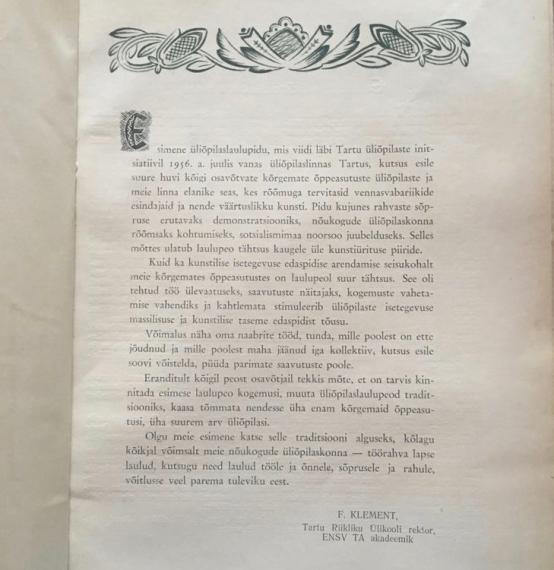 Esimene üliõpilaslaulupidu, mis viidi läbi Tartu üliõpilaste init-
siatiivil 1956. a. juulis vanas üliõpilaslinnas Tartus, kutsus esile
suure huvi kõigi osavõtvate kõrgemate õppeasutuste üliõpilaste ja
meie linna elanike seas, kes rõõmuga tervitasid vennasvabariikide
esindajaid ja nende väärtuslikku kunsti. Pidu kujunes rahvaste sõp-
ruse erutavaks demonstratsiooniks, nõukogude üliõpilaskonna
rõõmsaks kohtumiseks, sotsialismimaa noorsoo juubelduseks. Selles
mõttes ulatub laulupeo tähtsus kaugele üle kunstiürituse piiride.
Kuid ka kunstilise isetegevuse edaspidise arendamise seisukohalt
meie kõrgemates õppeasutustes on laulupeol suur tähtsus. See oli
tehtud töö ülevaatuseks, saavutuste näitajaks, kogemuste vaheta-
mise vahendiks ja kahtlemata stimuleerib üliõpilaste isetegevuse
massilisuse ja kunstilise taseme edaspidist tõusu.
Võimalus näha oma naabrite tööd, tunda, mille poolest on ette
jõudnud ja mille poolest maha jäänud iga kollektiiv, kutsus esile
soovi võistelda, püüda parimate saavutuste poole.
Eranditult kõigil peost osavõtjail tekkis mõte, et on tarvis kin-
nitada esimese laulupeo kogemusi, muuta üliõpilaslaulupeod tradit-
siooniks, kaasa tõmmata nendesse üha enam kõrgemaid õppeasu-
tusi, üha suurem arv üliõpilasi.
Olgu meie esimene katse selle traditsiooni alguseks, kõlagu
kõikjal võimsalt meie nõukogude üliõpilaskonna — töörahva lapse
laulud, kutsugu need laulud tööle ja õnnele, sõprusele ja rahule,
võitlusse veel parema tuleviku eest.
F. KLEMENT,
Tartu Riikliku Ülikooli rektor,
ENSV TA akadeemik